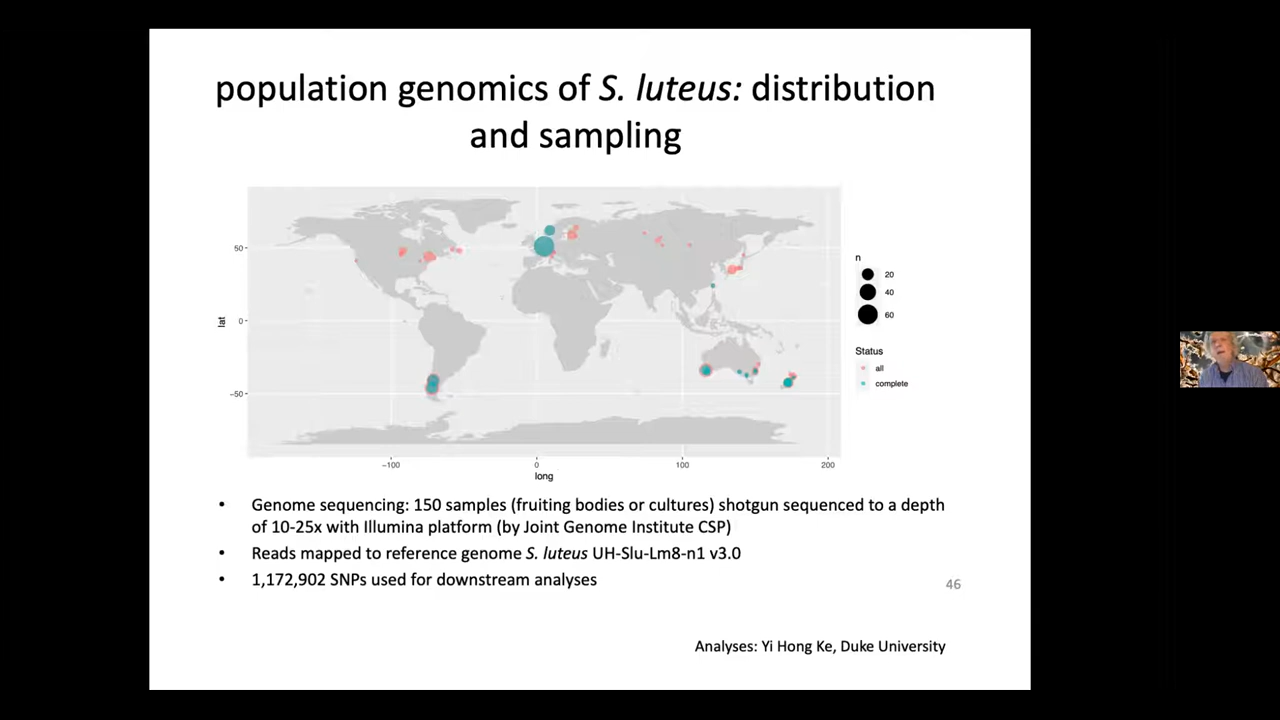 population genomics of S. luteus: distribution
and sampling
50
0
−50
lat
−100
0
100
200
long
n
20
40
60
Status
all
complete
• Genome sequencing: 150 samples (fruiting bodies or cultures) shotgun sequenced to a depth
of 10-25x with Illumina platform (by Joint Genome Institute CSP)
• Reads mapped to reference genome S. luteus UH-Slu-Lm8-n1 v3.0
• 1,172,902 SNPs used for downstream analyses
46
Analyses: Yi Hong Ke, Duke University